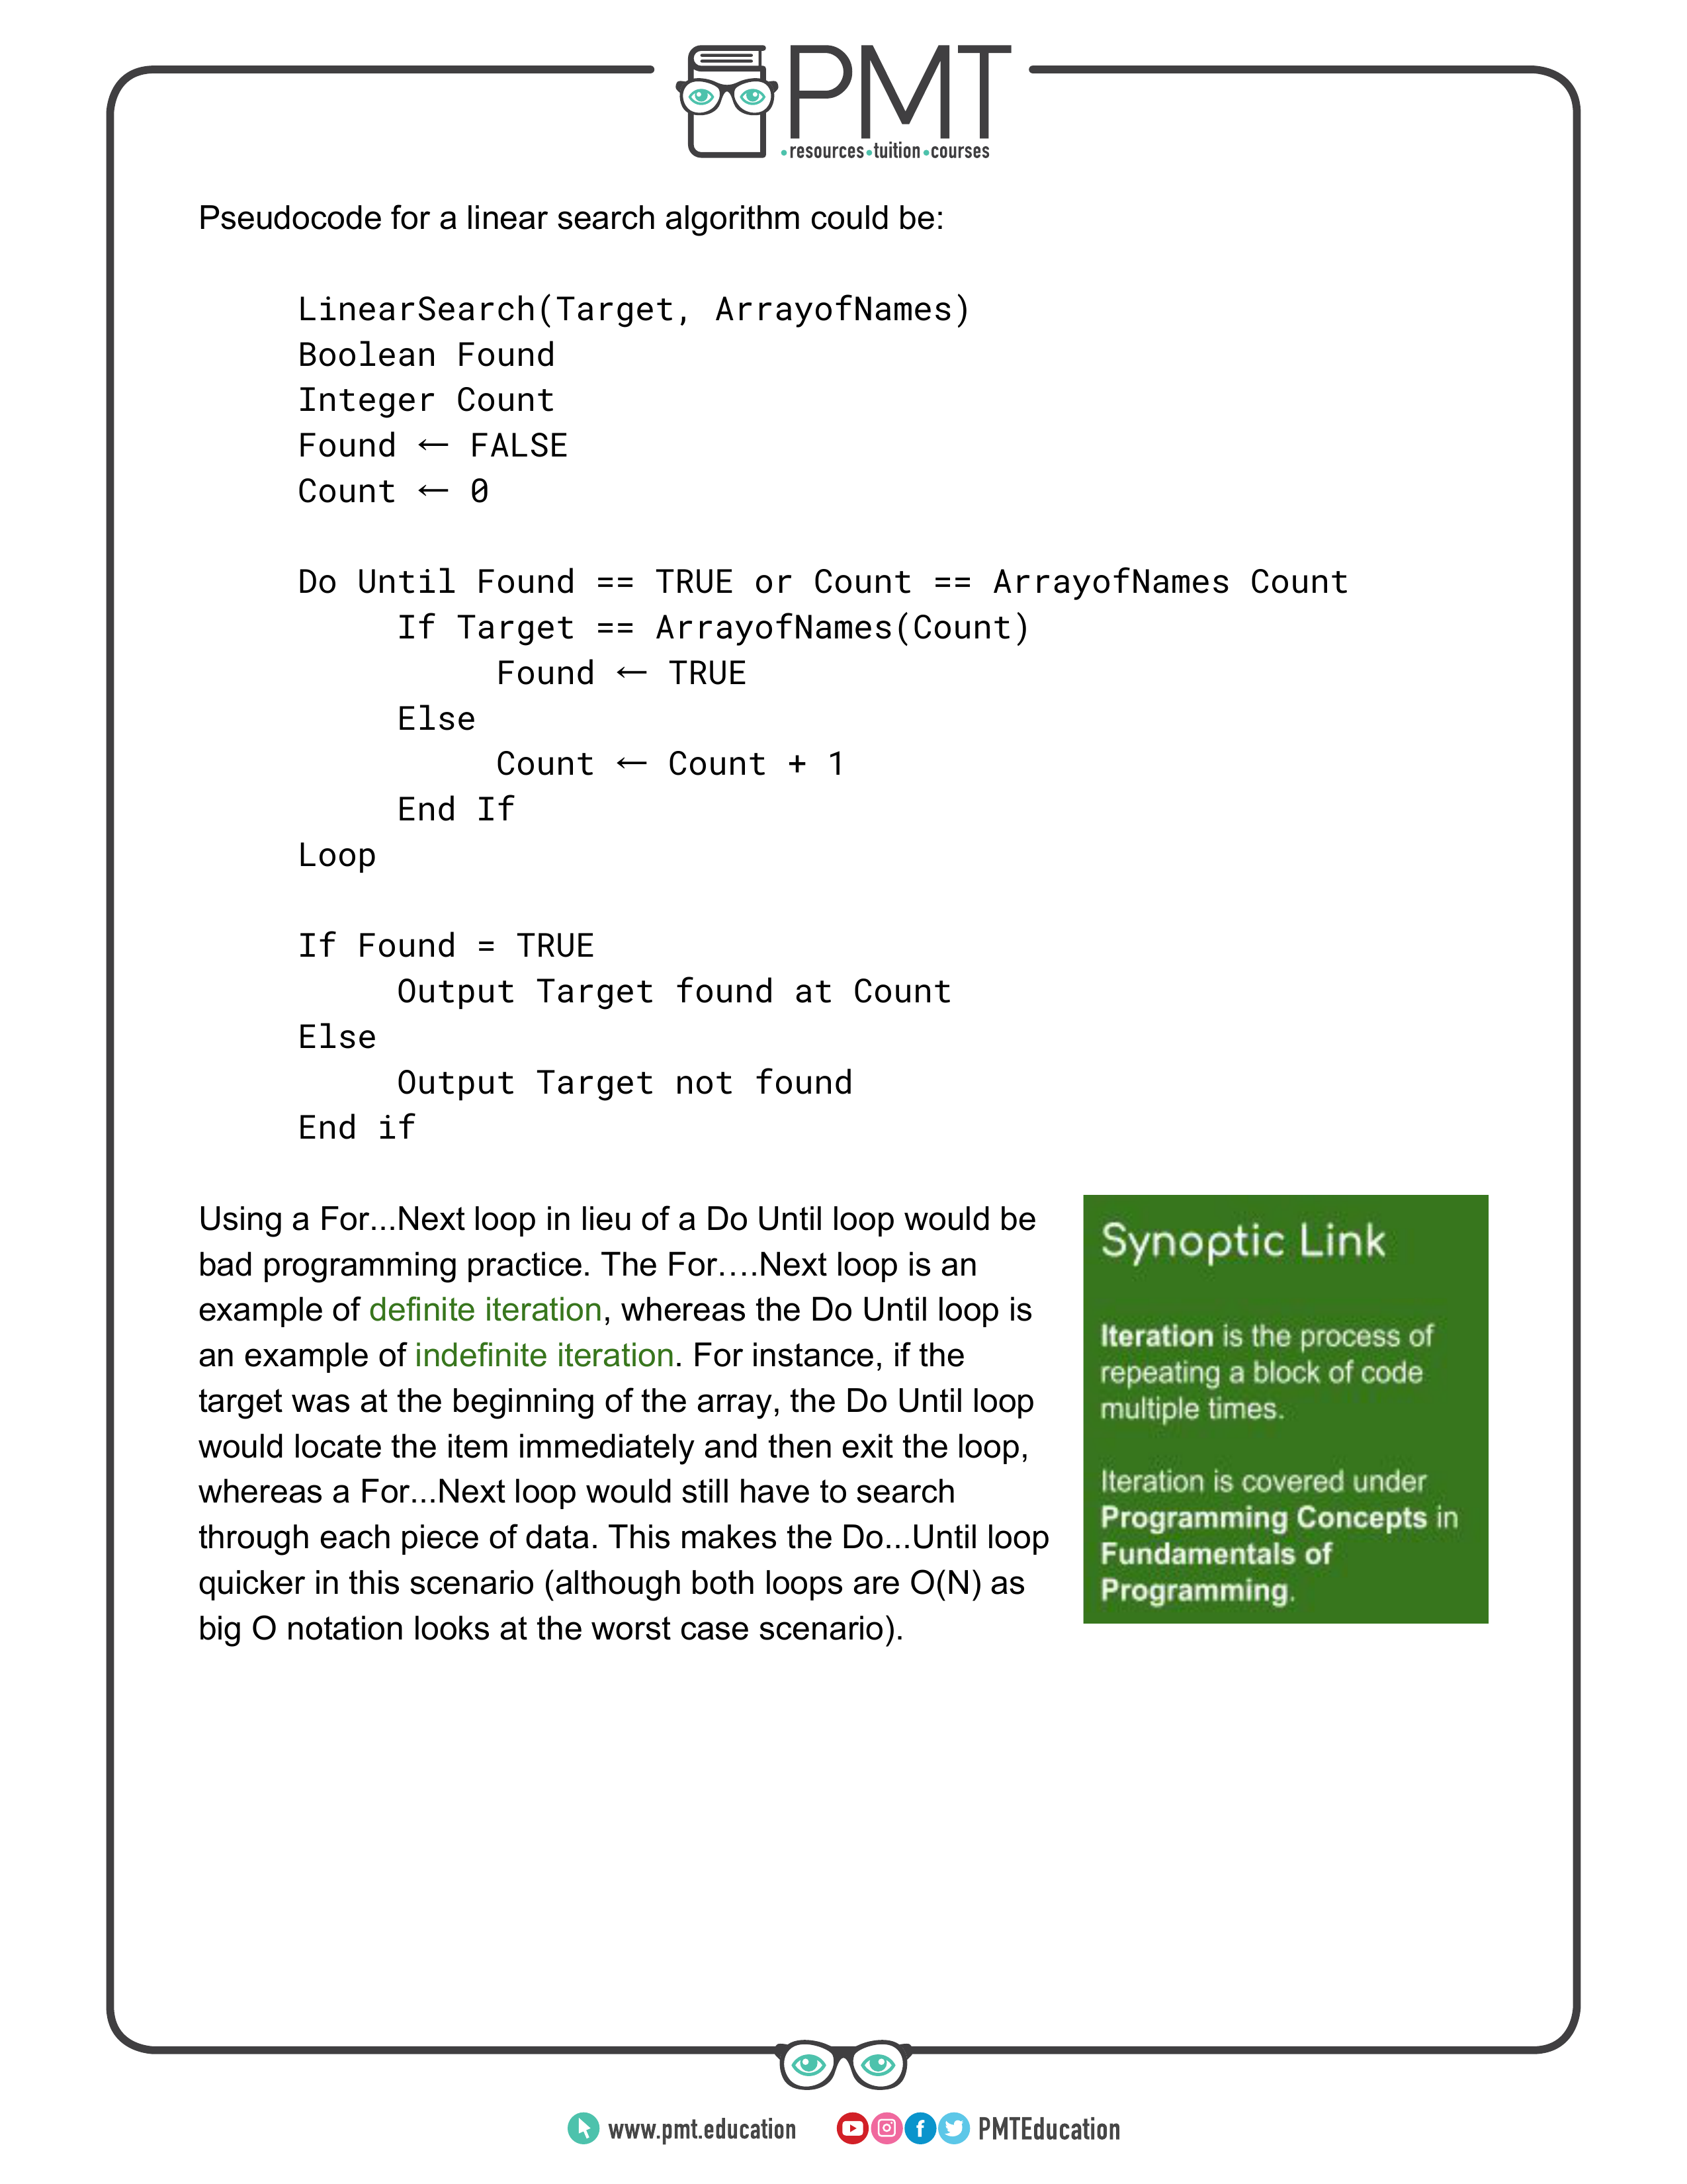 PMT
•resources•tuition•courses
Pseudocode for a linear search algorithm could be:
LinearSearch(Target, ArrayofNames)
Boolean Found
Integer Count
Found ← FALSE
Count ← 0
Do Until Found == TRUE or Count == ArrayofNames Count
If Target == ArrayofNames(Count)
Found ← TRUE
Else
Count ← Count + 1
End If
Loop
If Found = TRUE
Output Target found at Count
Else
Output Target not found
End if
Using a For...Next loop in lieu of a Do Until loop would be
bad programming practice. The For….Next loop is an
example of definite iteration, whereas the Do Until loop is
an example of indefinite iteration. For instance, if the
target was at the beginning of the array, the Do Until loop
would locate the item immediately and then exit the loop,
whereas a For...Next loop would still have to search
through each piece of data. This makes the Do...Until loop
quicker in this scenario (although both loops are O(N) as
big O notation looks at the worst case scenario).
Synoptic Link
Iteration is the process of
repeating a block of code
multiple times.
Iteration is covered under
Programming Concepts in
Fundamentals of
Programming.
www.pmt.education
PMTEducation